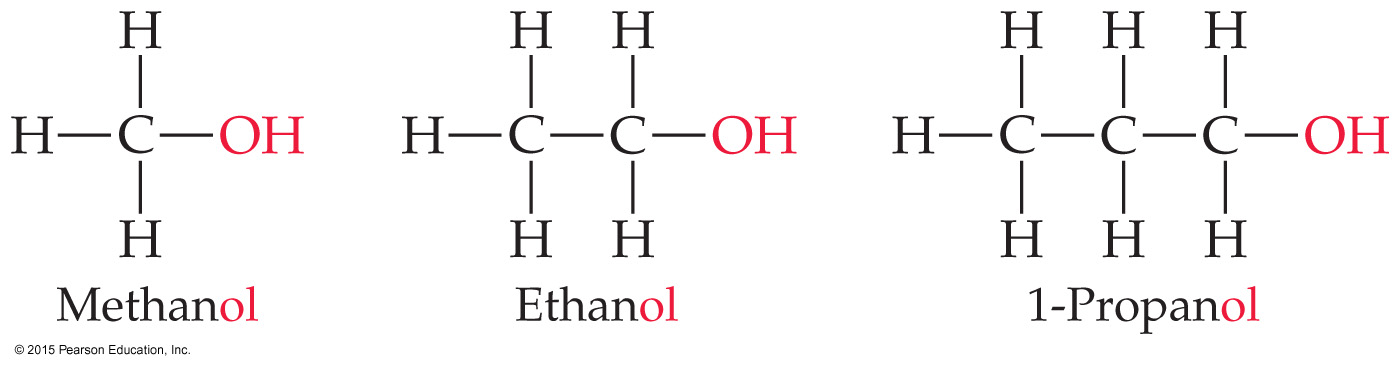 H H H H H H
H C OH H C C OH H C C C OH
H H H H H H
Methanol Ethanol 1-Propanol
© 2015 Pearson Education, Inc.